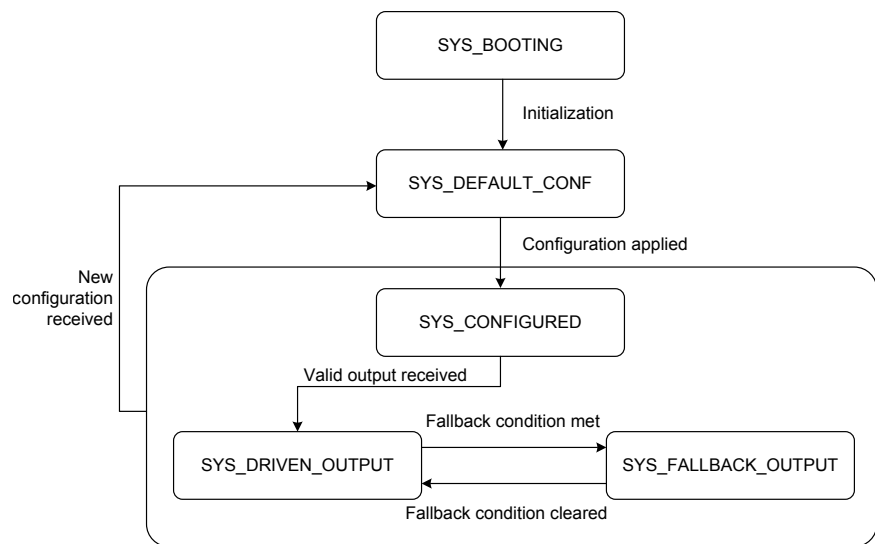 SYS_BOOTING
Initialization
SYS_DEFAULT_CONF
Configuration applied
New
configuration
received
SYS_CONFIGURED
Valid output received
Fallback condition met
SYS_DRIVEN_OUTPUT
SYS_FALLBACK_OUTPUT
Fallback condition cleared